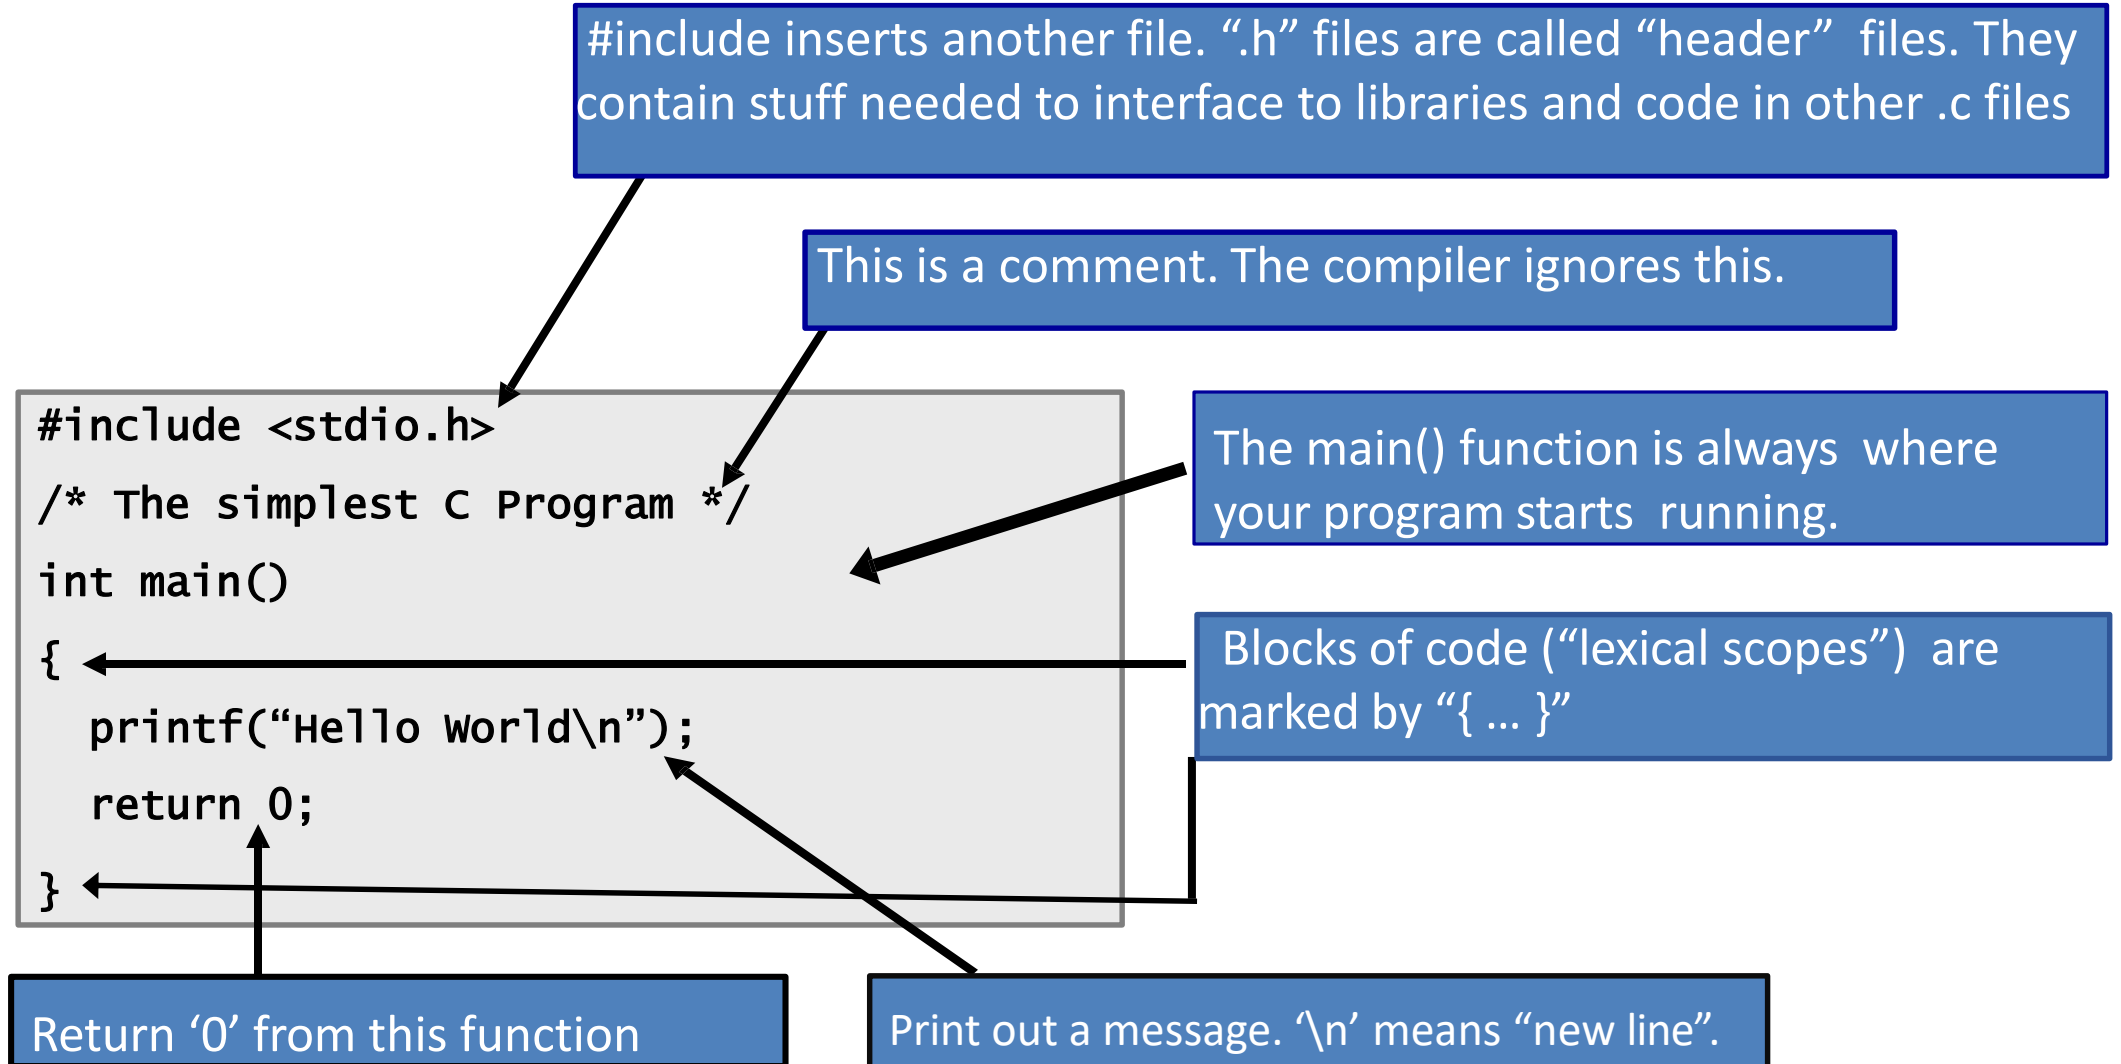 #include inserts another file. “.h” files are called “header”  files. They
contain stuff needed to interface to libraries and code in other .c files
This is a comment. The compiler ignores this.
#include <stdio.h>
/* The simplest C Program */
int main()
{
printf(“Hello World\n”);
return 0;
}
The main() function is always  where
your program starts  running.
Blocks of code (“lexical scopes”)  are
marked by “{ … }”
Return ‘0’ from this function
Print out a message. ‘\n’ means “new line”.